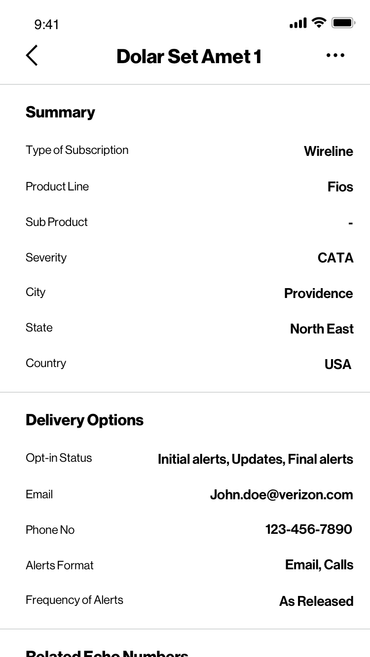 9:41
Dolar Set Amet 1
Summary
Type of Subscription Wireline
Product Line Fios
Sub Product -
Severity CATA
City Providence
State North East
Country USA
Delivery Options
Opt-in Status Initial alerts, Updates, Final alerts
Email John.doe@verizon.com
Phone No 123-456-7890
Alerts Format Email, Calls
Frequency of Alerts As Released
Related Echo Numbers